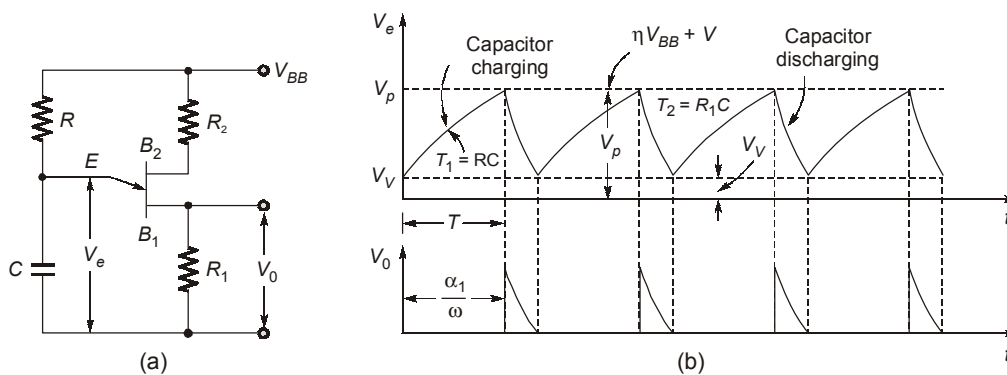 V_BB
R
R_2
E
B_2
B_1
V_e
C
R_1
V_0
(a)
V_e
ηV_BB + V
Capacitor charging
Capacitor discharging
V_p
T_2 = R_1C
V_p
T_1 = RC
V_V
V_V
T
t
V_0
α_1/ω
t
(b)